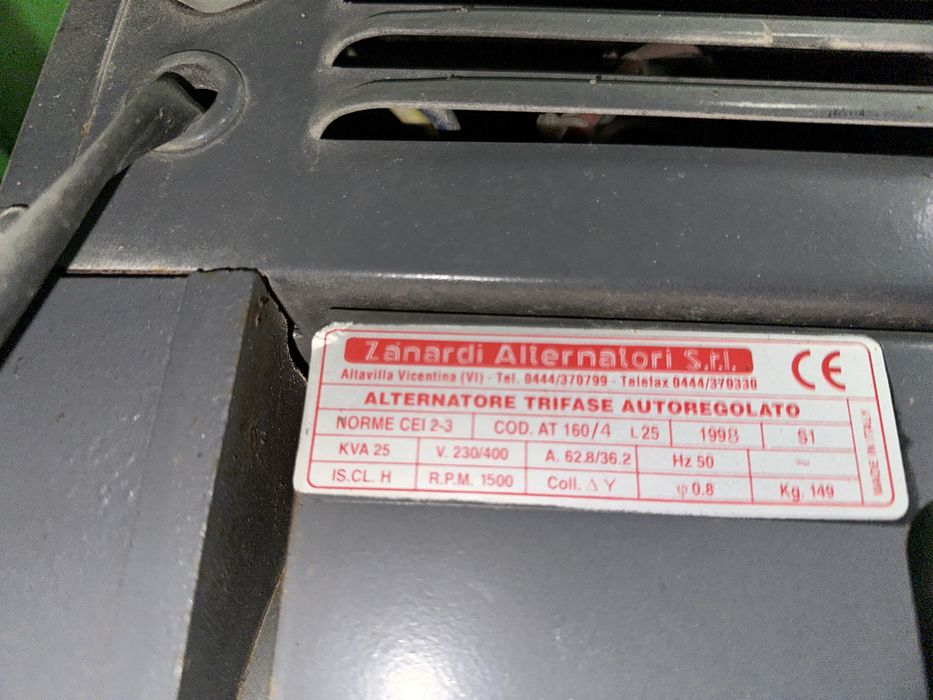 Zanardi Alternatori S.r.l.
Altavilla Vicentina (VI) - Tel. 0444/370799 - Telefax 0444/370330
CE
ALTERNATORE TRIFASE AUTOREGOLATO
NORME CEI 2-3 COD. AT 160/4 L25 1998 S1
KVA 25 V. 230/400 A. 62.8/36.2 Hz 50 ~
IS.CL. H R.P.M. 1500 Coll. Δ Y φ 0.8 Kg. 149
MADE IN ITALY